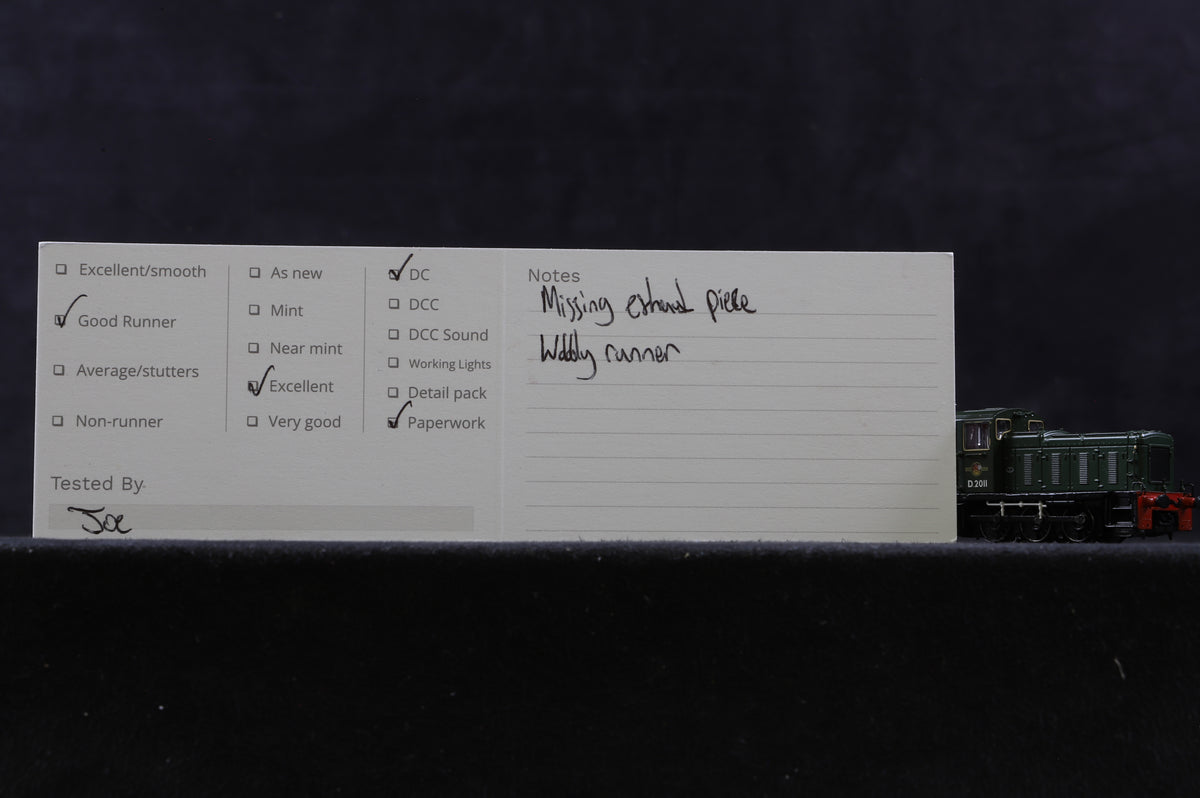 Excellent/smooth
Good Runner
Average/stutters
Non-runner
As new
Mint
Near mint
Excellent
Very good
DC
DCC
DCC Sound
Working Lights
Detail pack
Paperwork
Tested By
Joe
Notes
Missing exhaust piece
Wobbly runner
D2011